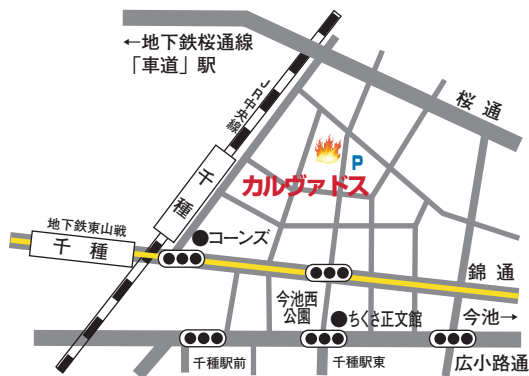 ←地下鉄桜通線
「車道」駅
桜通
JR中央線
P
千種
カルヴァドス
地下鉄東山戦
千種
コーンズ
錦通
今池西
公園
ちくさ正文館
今池→
千種駅前
千種駅東
広小路通